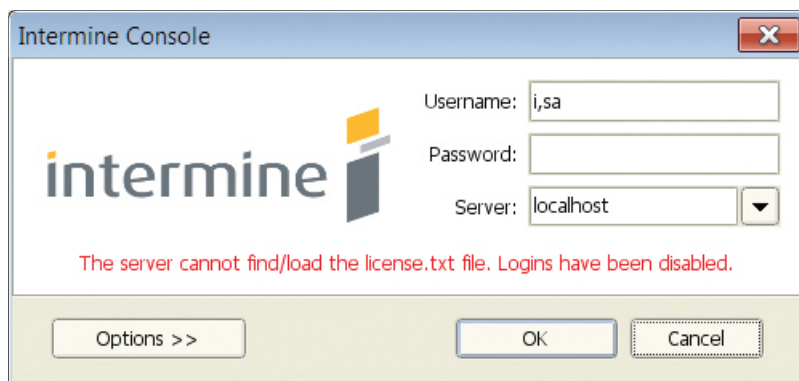 Intermine Console
intermine
Username: i,sa
Password:
Server: localhost
The server cannot find/load the license.txt file. Logins have been disabled.
Options >> OK Cancel